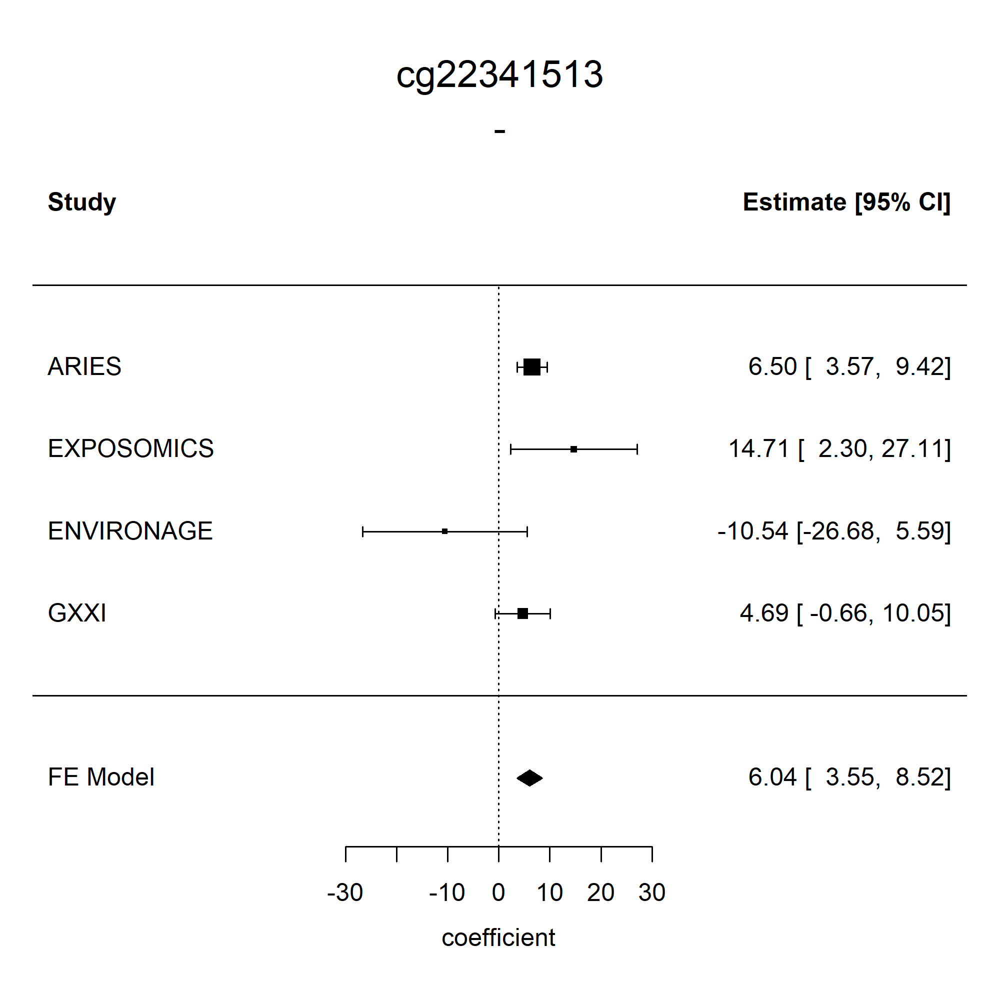 cg22341513
-
Study Estimate [95% CI]
ARIES 6.50 [ 3.57, 9.42]
EXPOSOMICS 14.71 [ 2.30, 27.11]
ENVIRONAGE -10.54 [-26.68, 5.59]
GXXI 4.69 [ -0.66, 10.05]
FE Model 6.04 [ 3.55, 8.52]
-30 -10 0 10 20 30
coefficient